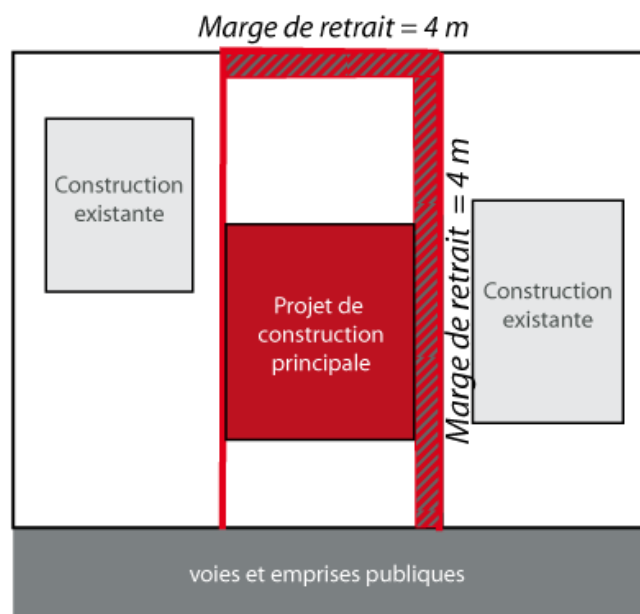 Marge de retrait = 4 m
Construction
existante
Marge de retrait = 4 m
Projet de
construction
principale
Construction
existante
voies et emprises publiques